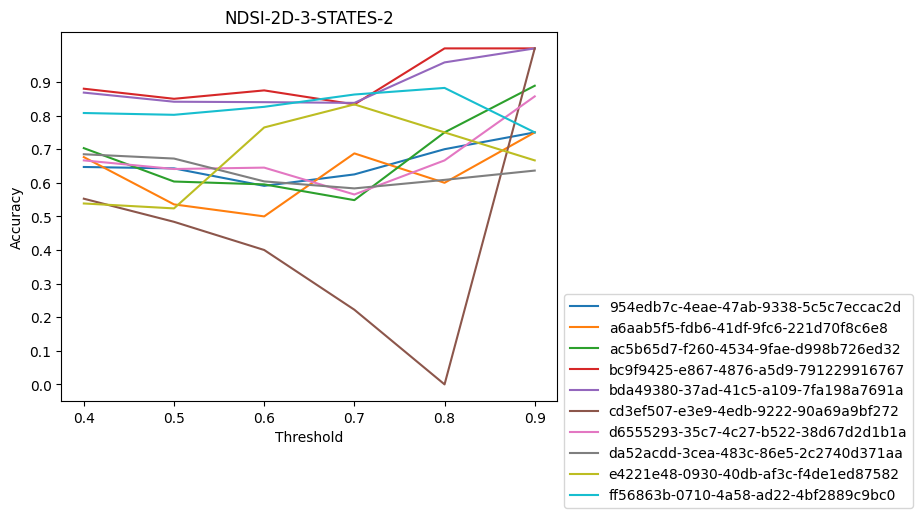 NDSI-2D-3-STATES-2
0.9
0.8
0.7
0.6
0.5
0.4
0.3
0.2
0.1
0.0
Accuracy
0.4 0.5 0.6 0.7 0.8 0.9
Threshold
954edb7c-4eae-47ab-9338-5c5c7eccac2d
a6aab5f5-fdb6-41df-9fc6-221d70f8c6e8
ac5b65d7-f260-4534-9fae-d998b726ed32
bc9f9425-e867-4876-a5d9-791229916767
bda49380-37ad-41c5-a109-7fa198a7691a
cd3ef507-e3e9-4edb-9222-90a69a9bf272
d6555293-35c7-4c27-b522-38d67d2d1b1a
da52acdd-3cea-483c-86e5-2c2740d371aa
e4221e48-0930-40db-af3c-f4de1ed87582
ff56863b-0710-4a58-ad22-4bf2889c9bc0